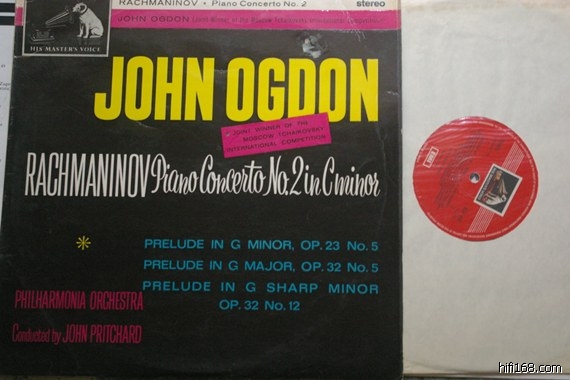 RACHMANINOV • Piano Concerto No. 2
stereo
JOHN OGDON
HIS MASTER'S VOICE
JOHN OGDON
WINNER OF THE
MOSCOW TCHAIKOVSKY
INTERNATIONAL COMPETITION
RACHMANINOV Piano Concerto No. 2 in C minor
PRELUDE IN G MINOR, OP. 23 No. 5
PRELUDE IN G MAJOR, OP. 32 No. 5
PRELUDE IN G SHARP MINOR
OP. 32 No. 12
PHILHARMONIA ORCHESTRA
Conducted by JOHN PRITCHARD
EMI
hifi168.com